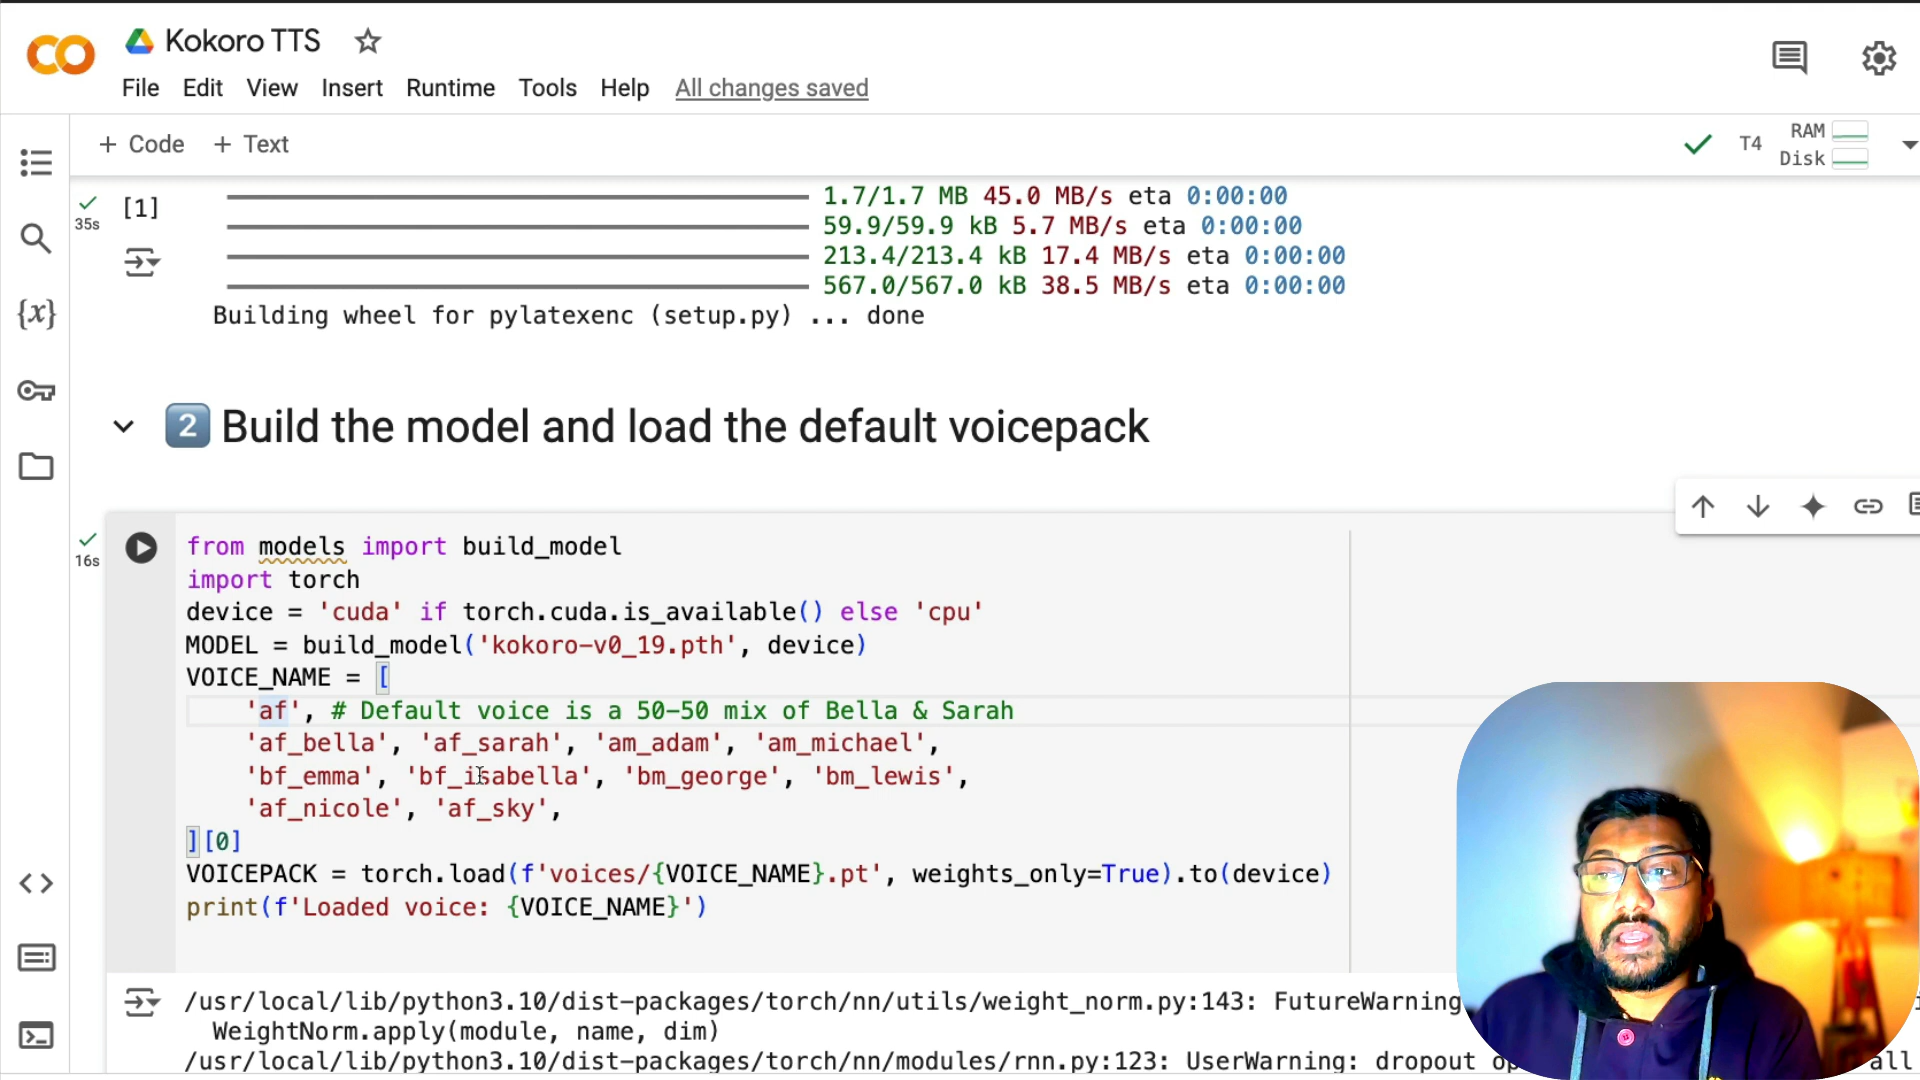 Kokoro TTS
File Edit View Insert Runtime Tools Help All changes saved
+ Code + Text
T4 RAM Disk
35s
[1]
1.7/1.7 MB 45.0 MB/s eta 0:00:00
59.9/59.9 kB 5.7 MB/s eta 0:00:00
213.4/213.4 kB 17.4 MB/s eta 0:00:00
567.0/567.0 kB 38.5 MB/s eta 0:00:00
Building wheel for pylatexenc (setup.py) ... done
2 Build the model and load the default voicepack
16s
from models import build_model
import torch
device = 'cuda' if torch.cuda.is_available() else 'cpu'
MODEL = build_model('kokoro-v0_19.pth', device)
VOICE_NAME = [
'af', # Default voice is a 50-50 mix of Bella & Sarah
'af_bella', 'af_sarah', 'am_adam', 'am_michael',
'bf_emma', 'bf_isabella', 'bm_george', 'bm_lewis',
'af_nicole', 'af_sky',
][0]
VOICEPACK = torch.load(f'voices/{VOICE_NAME}.pt', weights_only=True).to(device)
print(f'Loaded voice: {VOICE_NAME}')
/usr/local/lib/python3.10/dist-packages/torch/nn/utils/weight_norm.py:143: FutureWarning
WeightNorm.apply(module, name, dim)
/usr/local/lib/python3.10/dist-packages/torch/nn/modules/rnn.py:123: UserWarning: dropout all